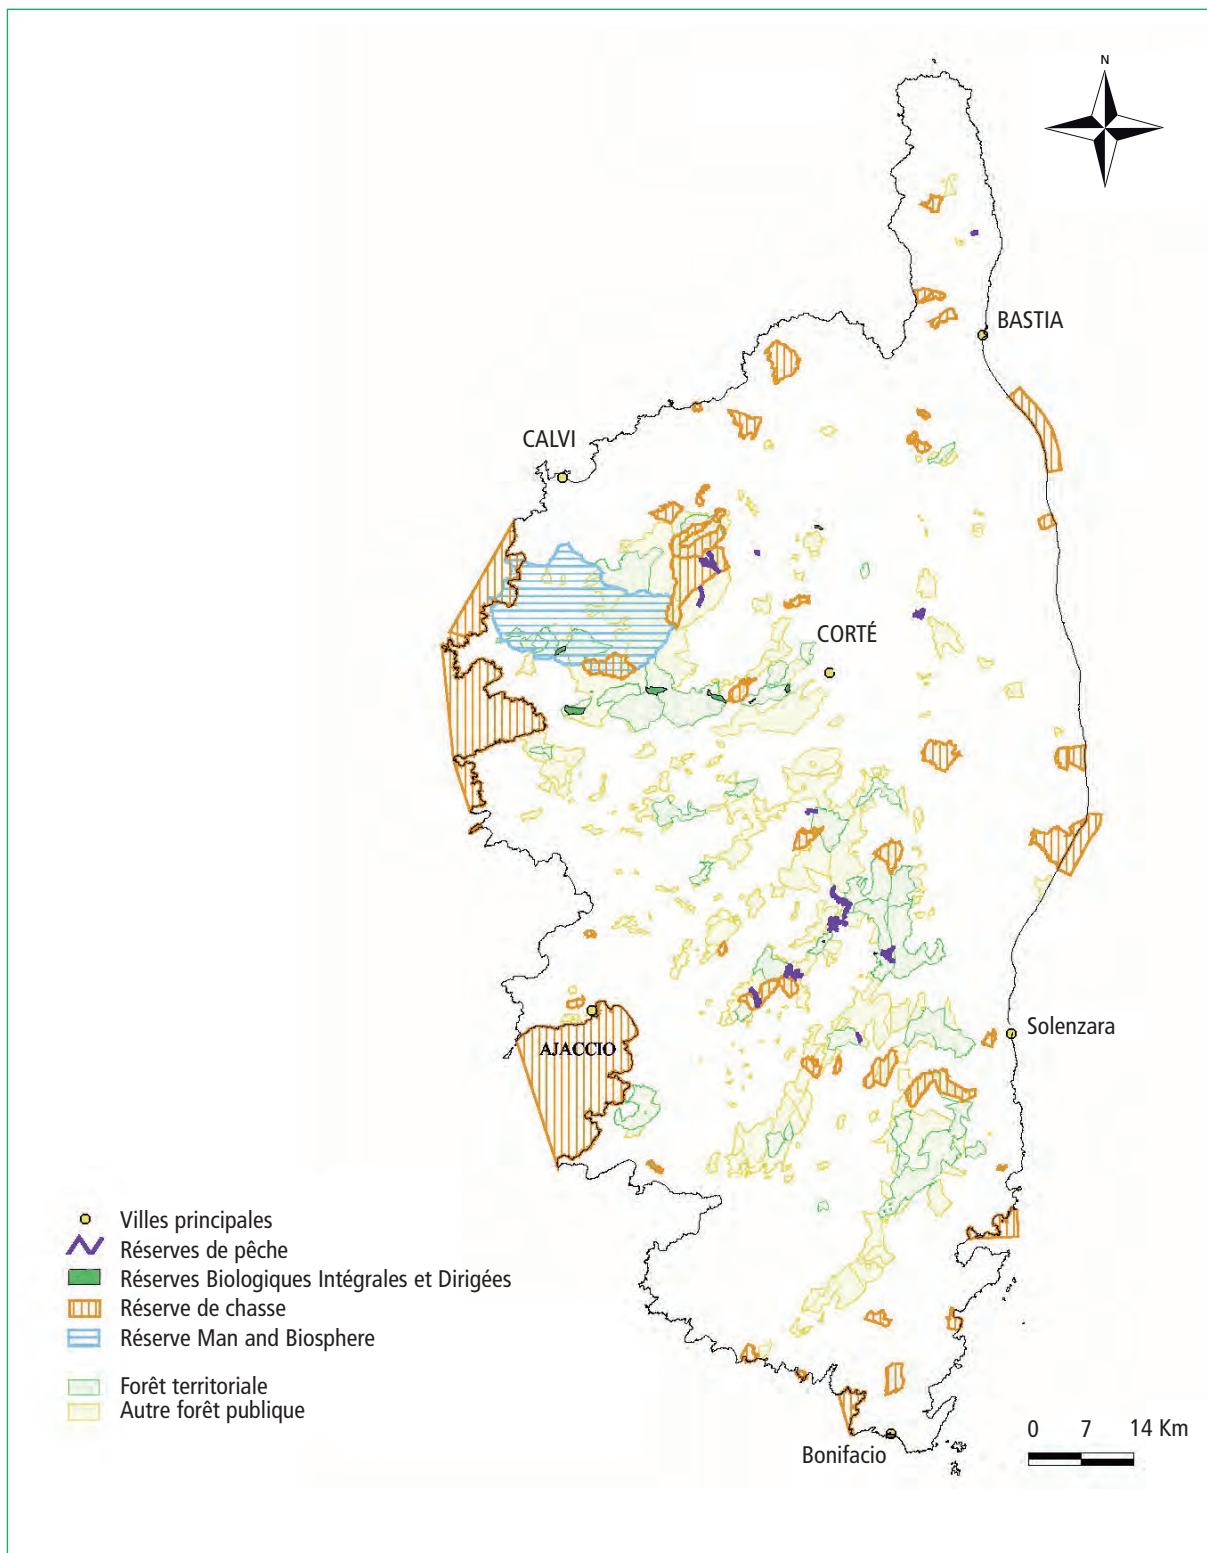 N
BASTIA
CALVI
CORTÉ
AJACCIO
Solenzara
Villes principales
Réserves de pêche
Réserves Biologiques Intégrales et Dirigées
Réserve de chasse
Réserve Man and Biosphere
Forêt territoriale
Autre forêt publique
0 7 14 Km
Bonifacio